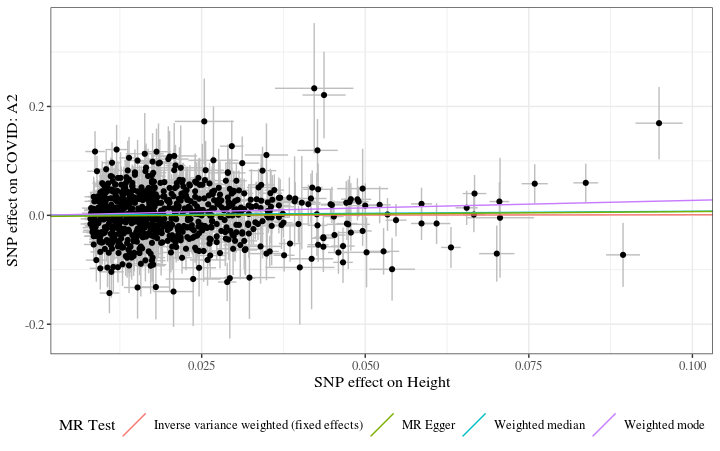 SNP effect on COVID: A2
0.2
0.0
-0.2
0.025 0.050 0.075 0.100
SNP effect on Height
MR Test Inverse variance weighted (fixed effects) MR Egger Weighted median Weighted mode